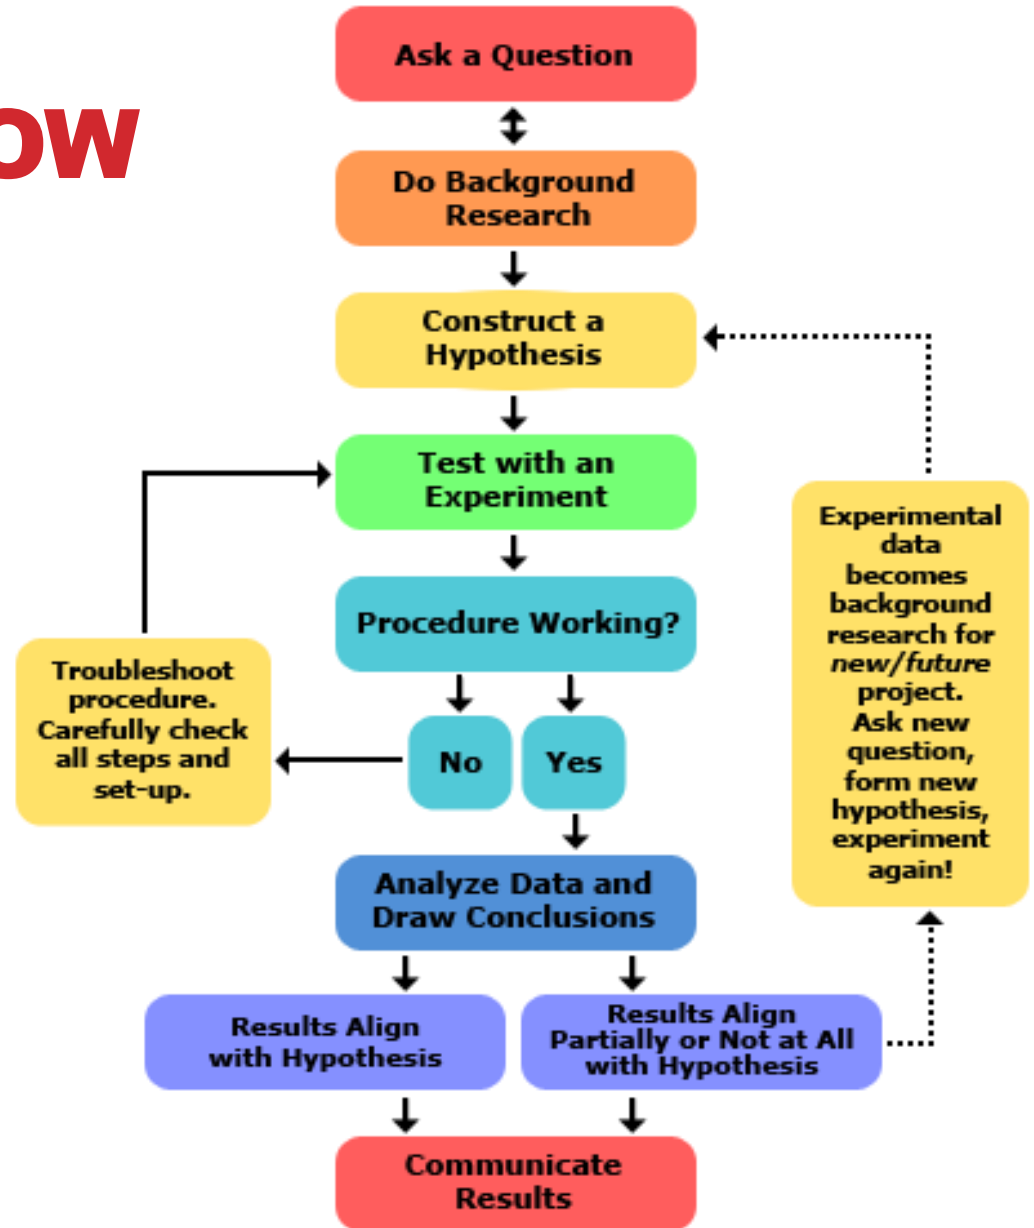 ow
Ask a Question
Do Background
Research
Construct a
Hypothesis
Test with an
Experiment
Procedure Working?
No
Yes
Troubleshoot
procedure.
Carefully check
all steps and
set-up.
Experimental
data
becomes
background
research for
new/future
project.
Ask new
question,
form new
hypothesis,
experiment
again!
Analyze Data and
Draw Conclusions
Results Align
with Hypothesis
Results Align
Partially or Not at All
with Hypothesis
Communicate
Results